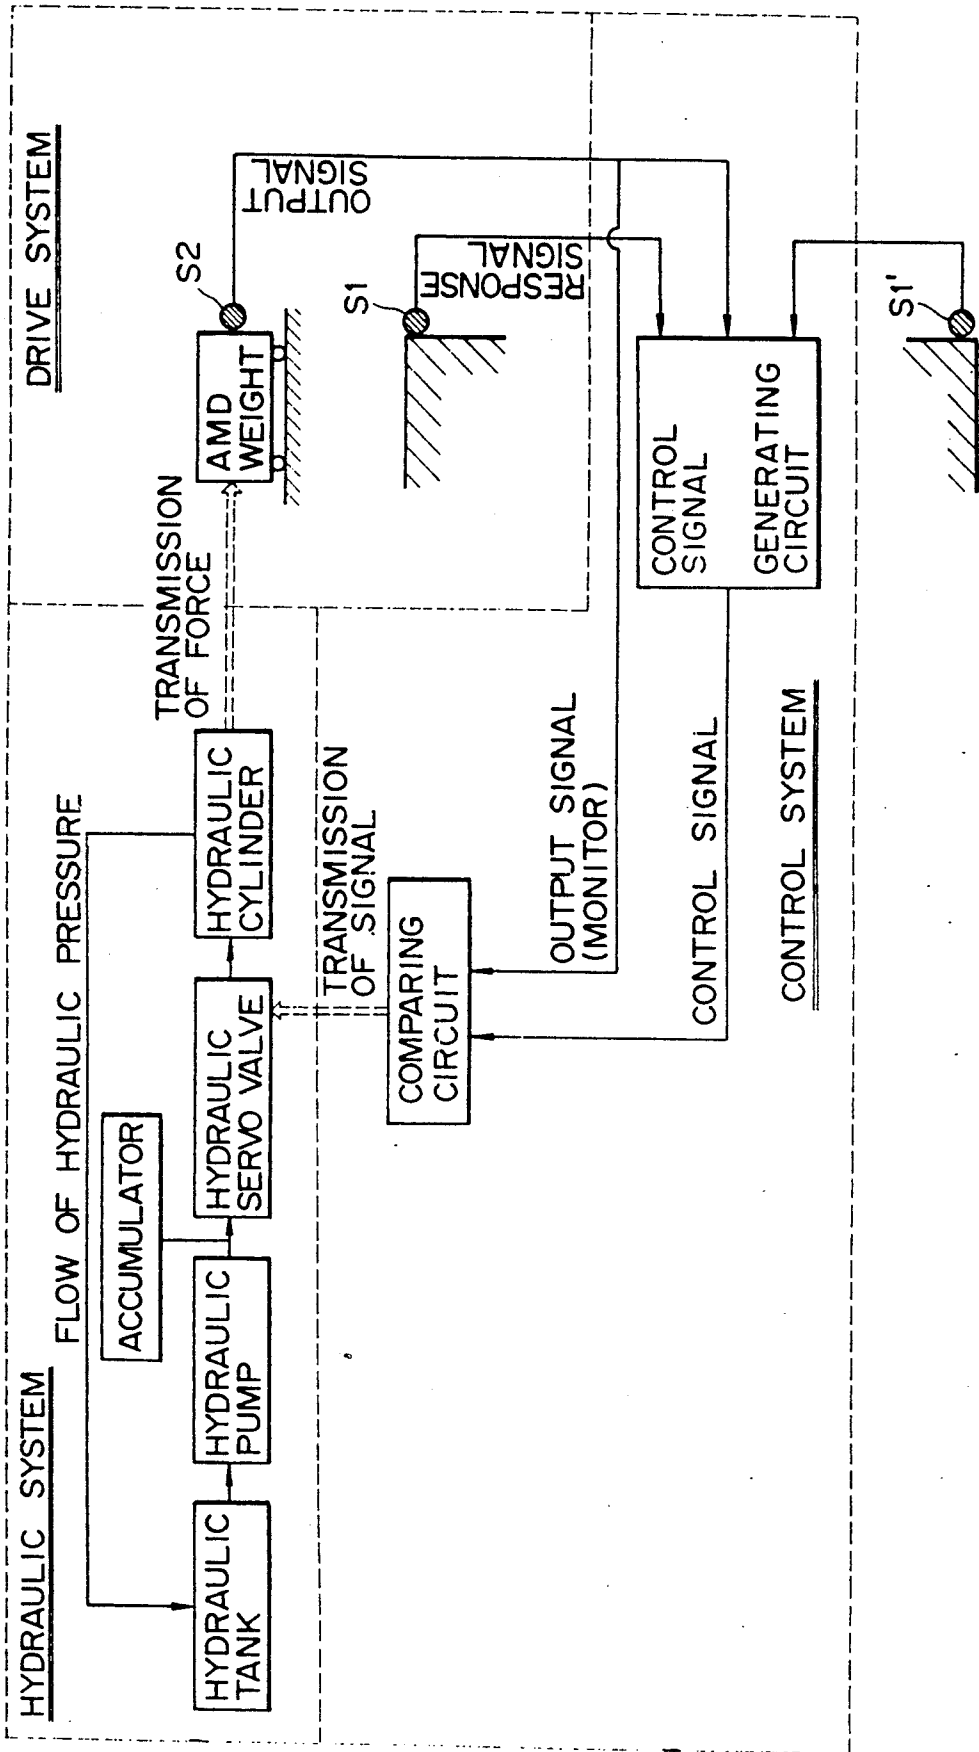 HYDRAULIC SYSTEM
FLOW OF HYDRAULIC PRESSURE
ACCUMULATOR
HYDRAULIC
TANK
HYDRAULIC
PUMP
HYDRAULIC
SERVO VALVE
HYDRAULIC
CYLINDER
TRANSMISSION
OF FORCE
DRIVE SYSTEM
AMD
WEIGHT
S2
OUTPUT
SIGNAL
S1
RESPONSE
SIGNAL
TRANSMISSION
OF SIGNAL
COMPARING
CIRCUIT
OUTPUT SIGNAL
(MONITOR)
CONTROL SIGNAL
CONTROL
SIGNAL
GENERATING
CIRCUIT
CONTROL SYSTEM
S1'